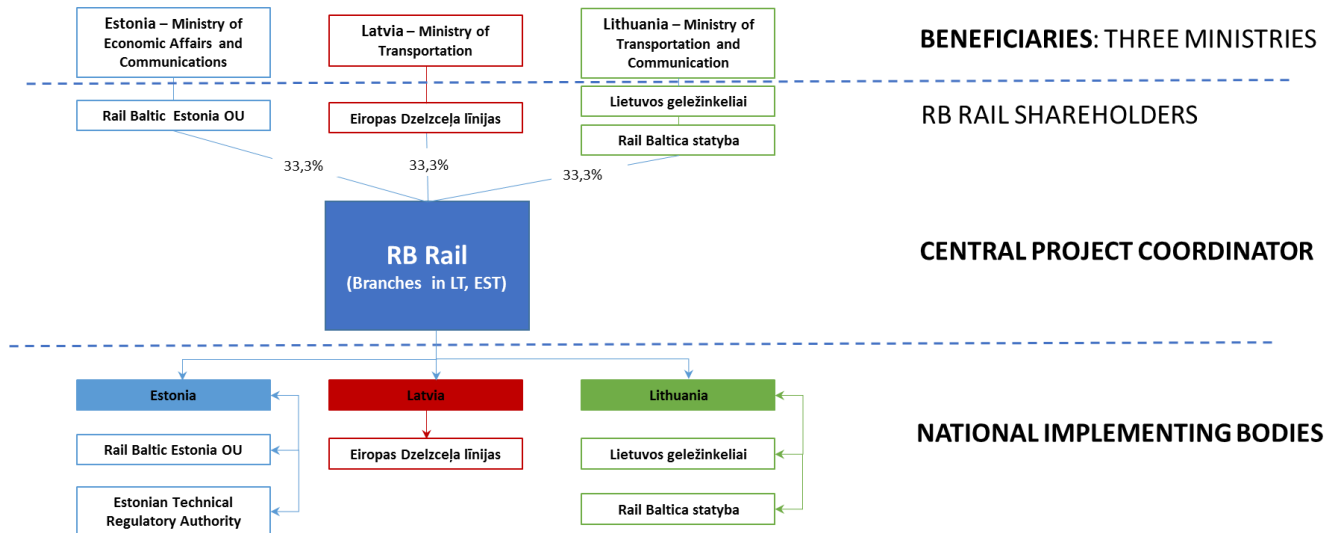 Estonia – Ministry of
Economic Affairs and
Communications
Latvia – Ministry of
Transportation
Lithuania – Ministry of
Transportation and
Communication
BENEFICIARIES: THREE MINISTRIES
Rail Baltic Estonia OU
Eiropas Dzelzceļa līnijas
Lietuvos geležinkeliai
Rail Baltica statyba
RB RAIL SHAREHOLDERS
33,3%
33,3%
33,3%
RB Rail
(Branches in LT, EST)
CENTRAL PROJECT COORDINATOR
Estonia
Latvia
Lithuania
Rail Baltic Estonia OU
Eiropas Dzelzceļa līnijas
Lietuvos geležinkeliai
NATIONAL IMPLEMENTING BODIES
Estonian Technical
Regulatory Authority
Rail Baltica statyba